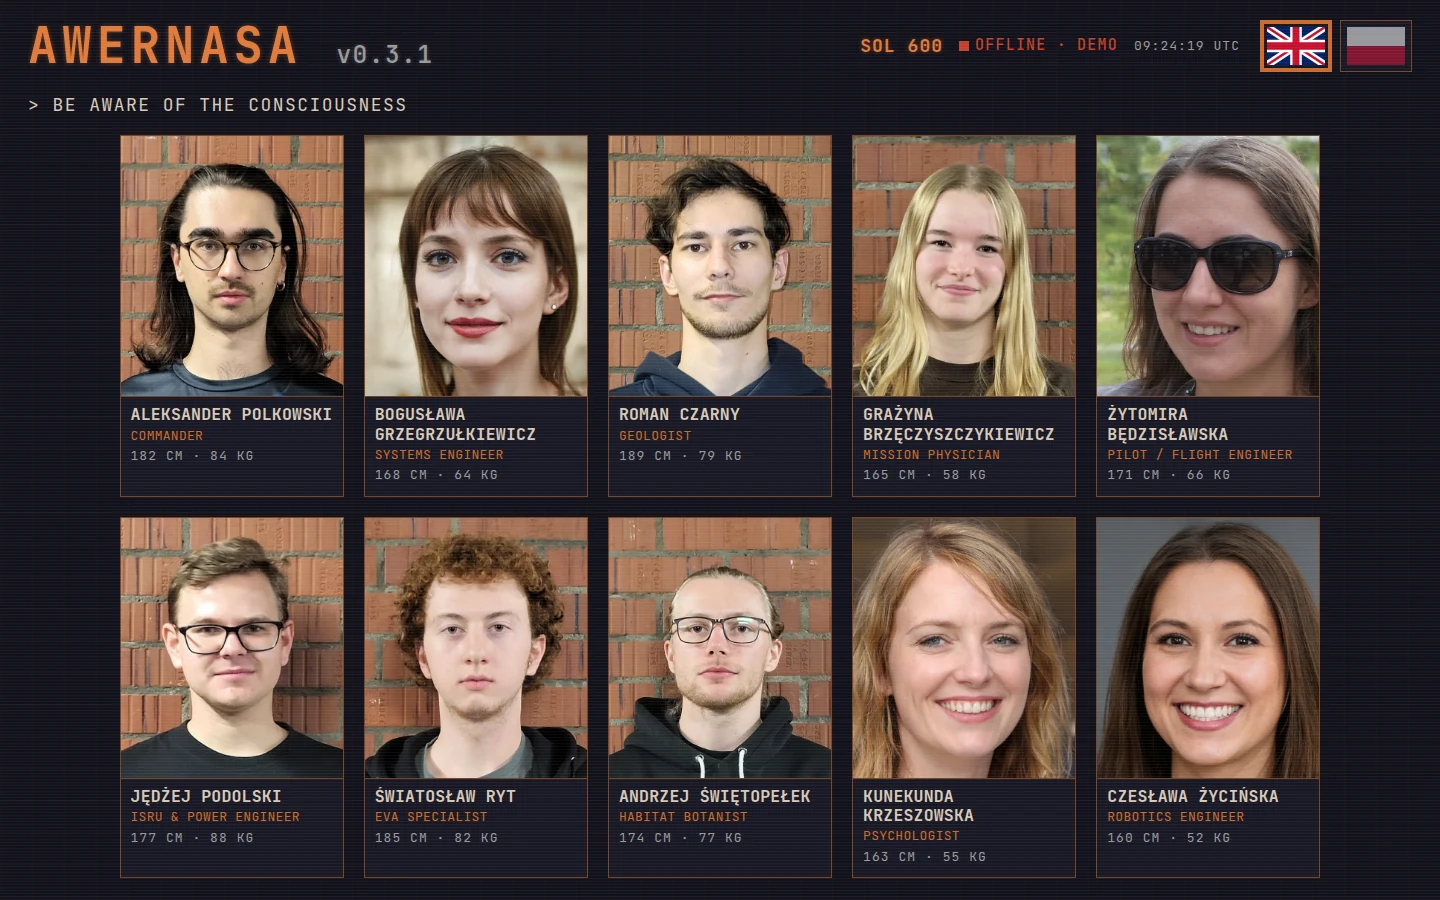 AWERNASA v0.3.1
SOL 600 OFFLINE · DEMO 09:24:19 UTC
> BE AWARE OF THE CONSCIOUSNESS
ALEKSANDER POLKOWSKI
COMMANDER
182 CM · 84 KG
BOGUSŁAWA
GRZEGRZUŁKIEWICZ
SYSTEMS ENGINEER
168 CM · 64 KG
ROMAN CZARNY
GEOLOGIST
189 CM · 79 KG
GRAŻYNA
BRZĘCZYSZCZYKIEWICZ
MISSION PHYSICIAN
165 CM · 58 KG
ŻYTOMIRA
BĘDZISŁAWSKA
PILOT / FLIGHT ENGINEER
171 CM · 66 KG
JĘDŻEJ PODOLSKI
ISRU & POWER ENGINEER
177 CM · 88 KG
ŚWIATOSŁAW RYT
EVA SPECIALIST
185 CM · 82 KG
ANDRZEJ ŚWIĘTOPEŁEK
HABITAT BOTANIST
174 CM · 77 KG
KUNEKUNDA
KRZESZOWSKA
PSYCHOLOGIST
163 CM · 55 KG
CZESŁAWA ŻYCIŃSKA
ROBOTICS ENGINEER
160 CM · 52 KG